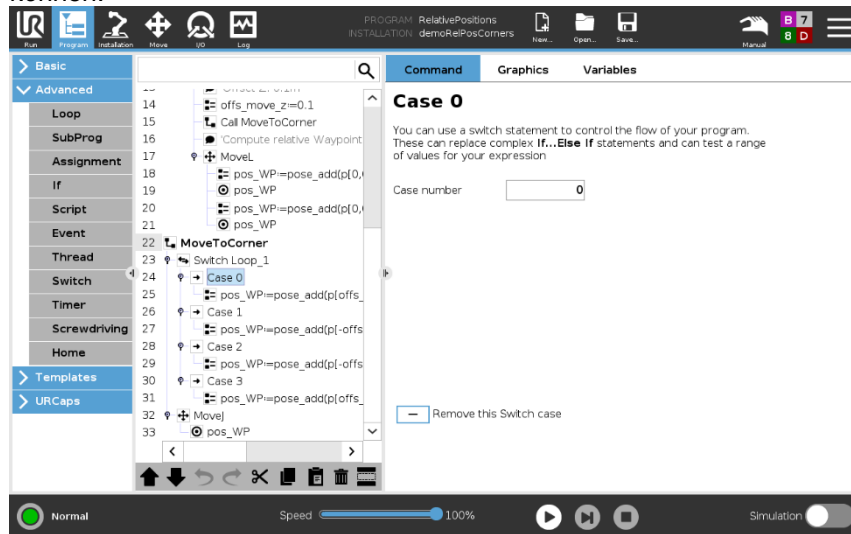 PROGRAM RelativePositions
INSTALLATION demoRelPosCorners
Run Program Installation Move I/O Log New... Open... Save... Manual
B 7
8 D
Basic
Advanced
Loop
SubProg
Assignment
If
Script
Event
Thread
Switch
Timer
Screwdriving
Home
Templates
URCaps
14 offs_move_z≔0.1
15 Call MoveToCorner
16 'Compute relative Waypoint
17 MoveL
18 pos_WP≔pose_add(p[0,
19 pos_WP
20 pos_WP≔pose_add(p[0,
21 pos_WP
22 MoveToCorner
23 Switch Loop_1
24 Case 0
25 pos_WP≔pose_add(p[offs_
26 Case 1
27 pos_WP≔pose_add(p[-offs
28 Case 2
29 pos_WP≔pose_add(p[-offs
30 Case 3
31 pos_WP≔pose_add(p[offs_
32 MoveJ
33 pos_WP
Command Graphics Variables
Case 0
You can use a switch statement to control the flow of your program.
These can replace complex If...Else If statements and can test a range
of values for your expression
Case number 0
Remove this Switch case
Normal
Speed 100%
Simulation